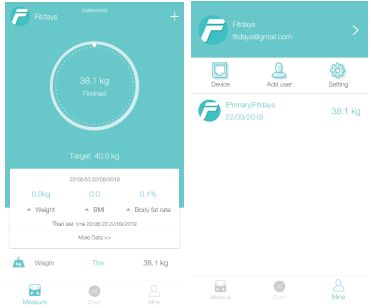 connected
Fitdays
38.1 kg
Finished
Target: 40.0 kg
22:08:53 22/09/2019
0.0kg
0.0
0.1%
Weight
BMI
Body fat rate
Than last time 22:08:23 22/09/2019
More Data >>
Weight
Thin
38.1 kg
Measure
Chart
Mine
Fitdays
fitdays@gmail.com
Device
Add user
Setting
(Primary)Fitdays
22/09/2019
38.1 kg
Measure
Chart
Mine